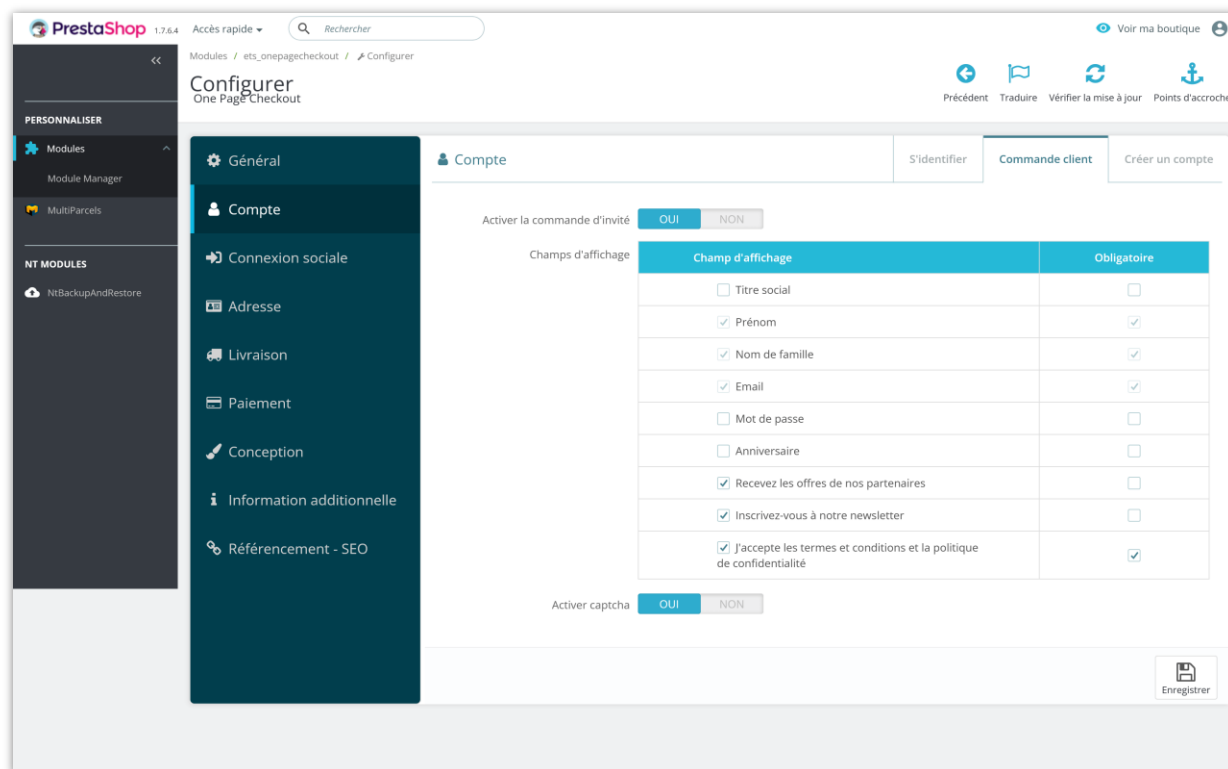 PrestaShop 1.7.6.4 Accès rapide Rechercher Voir ma boutique
Modules / ets_onepagecheckout / Configurer
Configurer
One Page Checkout
Précédent Traduire Vérifier la mise à jour Points d'accroche
PERSONNALISER
Modules
Module Manager
MultiParcels
NT MODULES
NtBackupAndRestore
Général
Compte
Connexion sociale
Adresse
Livraison
Paiement
Conception
Information additionnelle
Référencement - SEO
Compte S'identifier Commande client Créer un compte
Activer la commande d'invité OUI NON
Champs d'affichage Champ d'affichage Obligatoire
Titre social
Prénom
Nom de famille
Email
Mot de passe
Anniversaire
Recevez les offres de nos partenaires
Inscrivez-vous à notre newsletter
J'accepte les termes et conditions et la politique
de confidentialité
Activer captcha OUI NON
Enregistrer